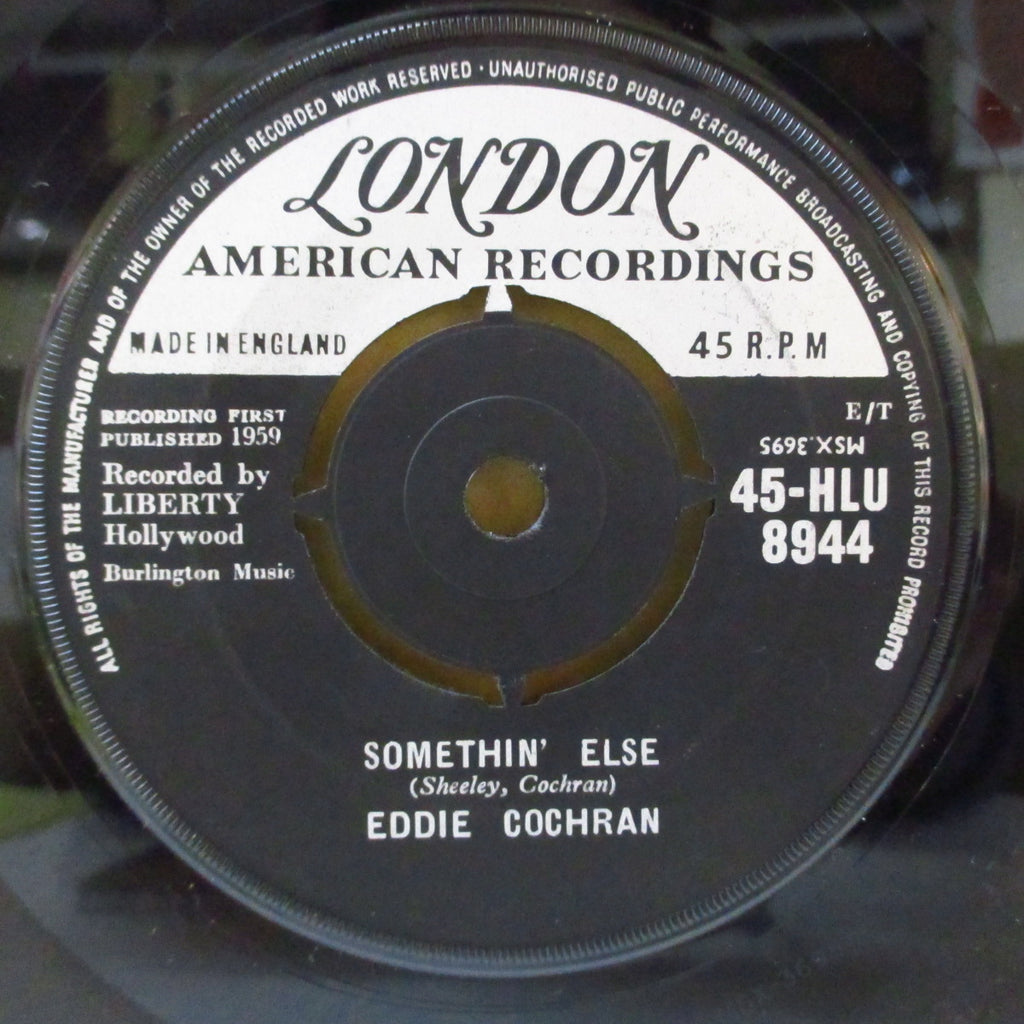 ALL RIGHTS OF THE MANUFACTURER AND OF THE OWNER OF THE RECORDED WORK RESERVED · UNAUTHORISED PUBLIC PERFORMANCE BROADCASTING AND COPYING OF THIS RECORD PROHIBITED
LONDON
AMERICAN RECORDINGS
MADE IN ENGLAND
45 R.P.M
RECORDING FIRST
PUBLISHED 1959
Recorded by
LIBERTY
Hollywood
Burlington Music
E/T
MSX.3695
45-HLU
8944
SOMETHIN' ELSE
(Sheeley, Cochran)
EDDIE COCHRAN